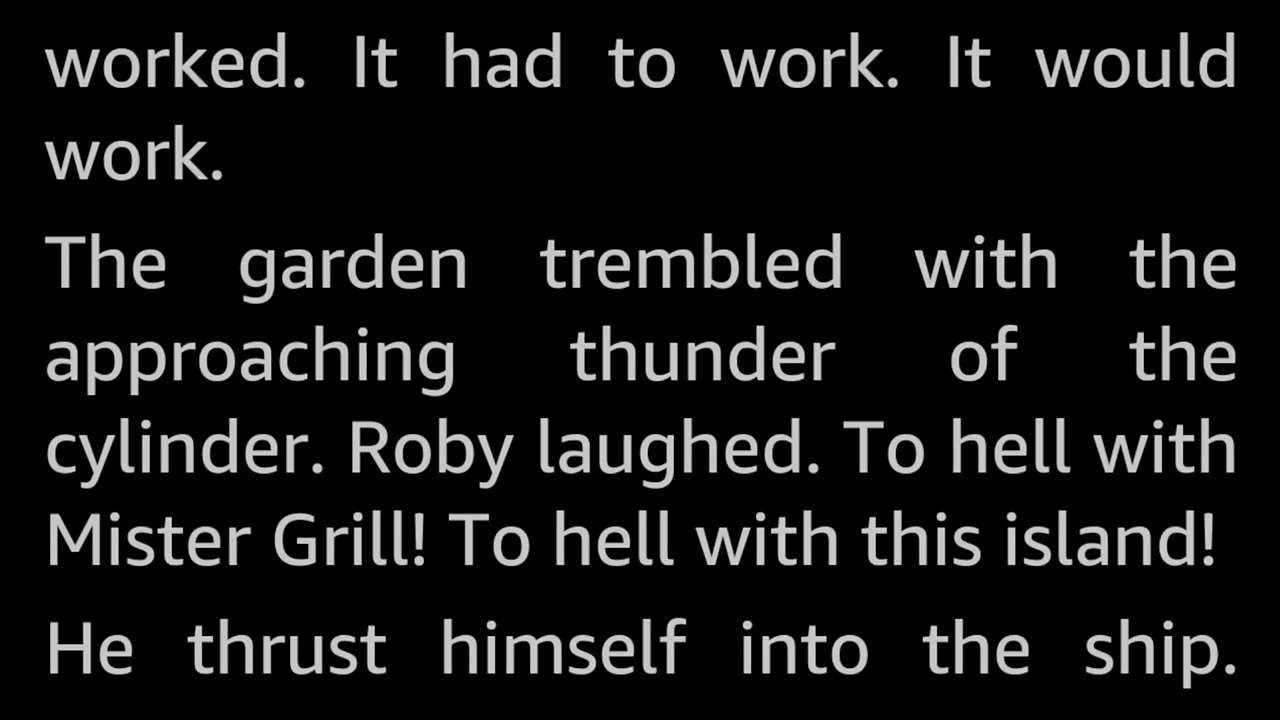 worked. It had to work. It would
work.
The garden trembled with the
approaching thunder of the
cylinder. Roby laughed. To hell with
Mister Grill! To hell with this island!
He thrust himself into the ship.